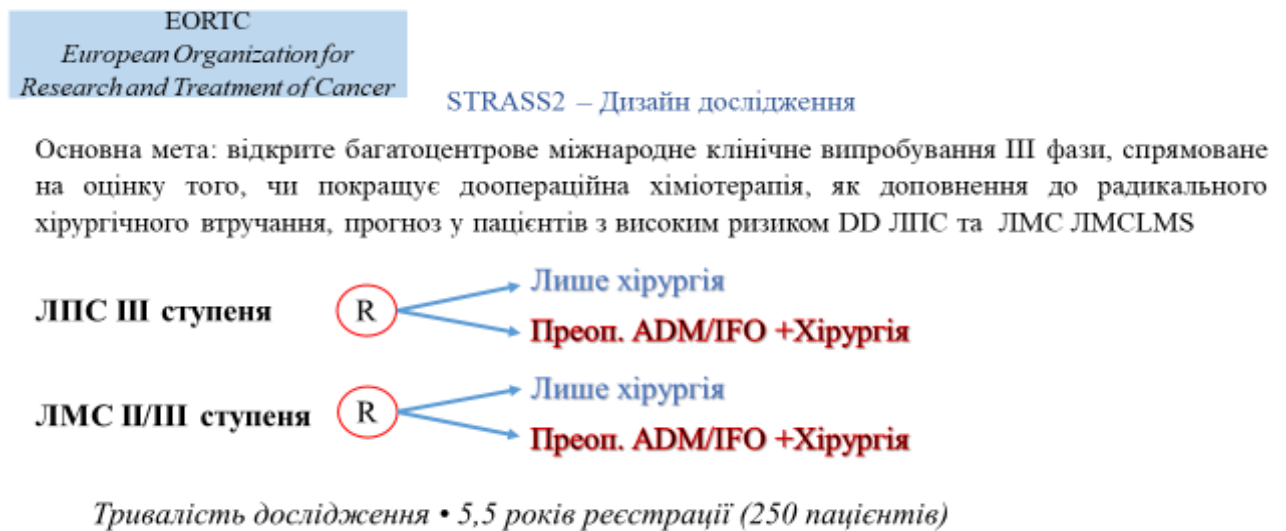 EORTC
European Organization for
Research and Treatment of Cancer
STRASS2 – Дизайн дослідження
Основна мета: відкрите багатоцентрове міжнародне клінічне випробування III фази, спрямоване
на оцінку того, чи покращує доопераційна хіміотерапія, як доповнення до радикального
хірургічного втручання, прогноз у пацієнтів з високим ризиком DD ЛПС та ЛМС ЛМСLMS
ЛПС III ступеня
R
Лише хірургія
Преоп. ADM/IFO +Хірургія
ЛМС II/III ступеня
R
Лише хірургія
Преоп. ADM/IFO +Хірургія
Тривалість дослідження • 5,5 років реєстрації (250 пацієнтів)